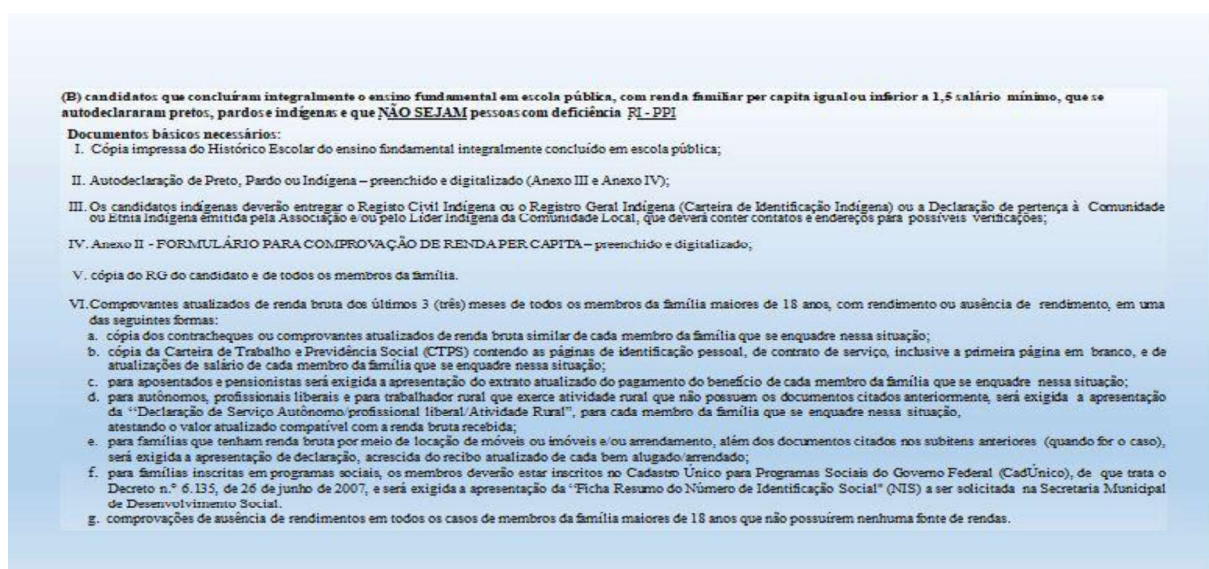 (B) candidatos que concluíram integralmente o ensino fundamental em escola pública, com renda familiar per capita igual ou inferior a 1,5 salário mínimo, que se
autodeclararam pretos, pardos e indígenas e que NÃO SEJAM pessoas com deficiência RI - PPI
Documentos básicos necessários:
I. Cópia impressa do Histórico Escolar do ensino fundamental integralmente concluído em escola pública;
II. Autodeclaração de Preto, Pardo ou Indígena – preenchido e digitalizado (Anexo III e Anexo IV);
III. Os candidatos indígenas deverão entregar o Registo Civil Indígena ou o Registro Geral Indígena (Carteira de Identificação Indígena) ou a Declaração de pertença à Comunidade
ou Etnia Indígena emitida pela Associação e/ou pelo Líder Indígena da Comunidade Local, que deverá conter contatos e endereços para possíveis verificações;
IV. Anexo II - FORMULÁRIO PARA COMPROVAÇÃO DE RENDA PER CAPITA – preenchido e digitalizado;
V. cópia do RG do candidato e de todos os membros da família.
VI. Comprovantes atualizados de renda bruta dos últimos 3 (três) meses de todos os membros da família maiores de 18 anos, com rendimento ou ausência de rendimento, em uma
das seguintes formas:
a. cópia dos contracheques ou comprovantes atualizados de renda bruta similar de cada membro da família que se enquadre nessa situação;
b. cópia da Carteira de Trabalho e Previdência Social (CTPS) contendo as páginas de identificação pessoal, de contrato de serviço, inclusive a primeira página em branco, e de
atualizações de salário de cada membro da família que se enquadre nessa situação;
c. para aposentados e pensionistas será exigida a apresentação do extrato atualizado do pagamento do benefício de cada membro da família que se enquadre nessa situação;
d. para autônomos, profissionais liberais e para trabalhador rural que exerce atividade rural que não possuem os documentos citados anteriormente, será exigida a apresentação
da “Declaração de Serviço Autônomo/profissional liberal/Atividade Rural”, para cada membro da família que se enquadre nessa situação,
atestando o valor atualizado compatível com a renda bruta recebida;
e. para famílias que tenham renda bruta por meio de locação de móveis ou imóveis e/ou arrendamento, além dos documentos citados nos subitens anteriores (quando for o caso),
será exigida a apresentação de declaração, acrescida do recibo atualizado de cada bem alugado/arrendado;
f. para famílias inscritas em programas sociais, os membros deverão estar inscritos no Cadastro Único para Programas Sociais do Governo Federal (CadÚnico), de que trata o
Decreto n.º 6.135, de 26 de junho de 2007, e será exigida a apresentação da “Ficha Resumo do Número de Identificação Social” (NIS) a ser solicitada na Secretaria Municipal
de Desenvolvimento Social.
g. comprovações de ausência de rendimentos em todos os casos de membros da família maiores de 18 anos que não possuírem nenhuma fonte de rendas.